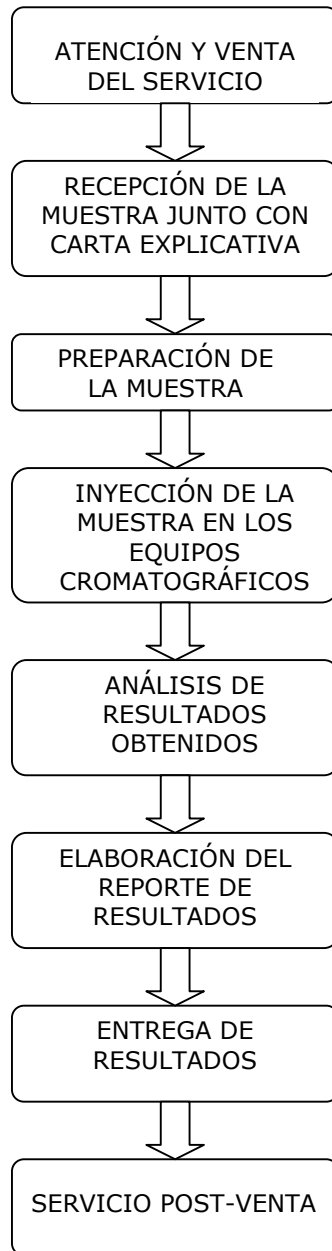 ATENCIÓN Y VENTA
DEL SERVICIO
RECEPCIÓN DE LA
MUESTRA JUNTO CON
CARTA EXPLICATIVA
PREPARACIÓN DE
LA MUESTRA
INYECCIÓN DE LA
MUESTRA EN LOS
EQUIPOS
CROMATOGRÁFICOS
ANÁLISIS DE
RESULTADOS
OBTENIDOS
ELABORACIÓN DEL
REPORTE DE
RESULTADOS
ENTREGA DE
RESULTADOS
SERVICIO POST-VENTA